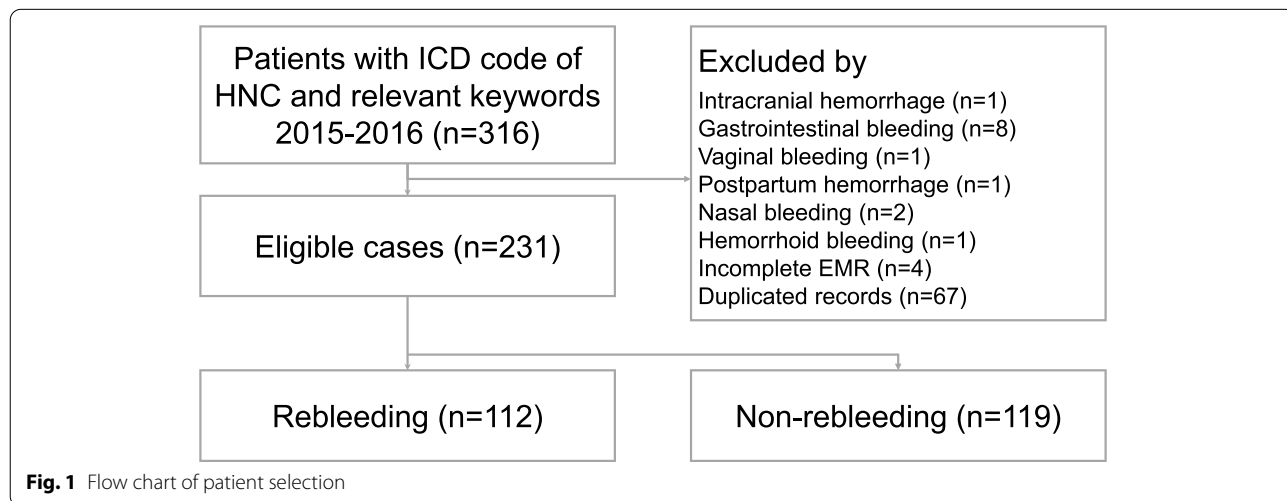 Patients with ICD code of
HNC and relevant keywords
2015-2016 (n=316)
Excluded by
Intracranial hemorrhage (n=1)
Gastrointestinal bleeding (n=8)
Vaginal bleeding (n=1)
Postpartum hemorrhage (n=1)
Nasal bleeding (n=2)
Hemorrhoid bleeding (n=1)
Incomplete EMR (n=4)
Duplicated records (n=67)
Eligible cases (n=231)
Rebleeding (n=112)
Non-rebleeding (n=119)
Fig. 1 Flow chart of patient selection